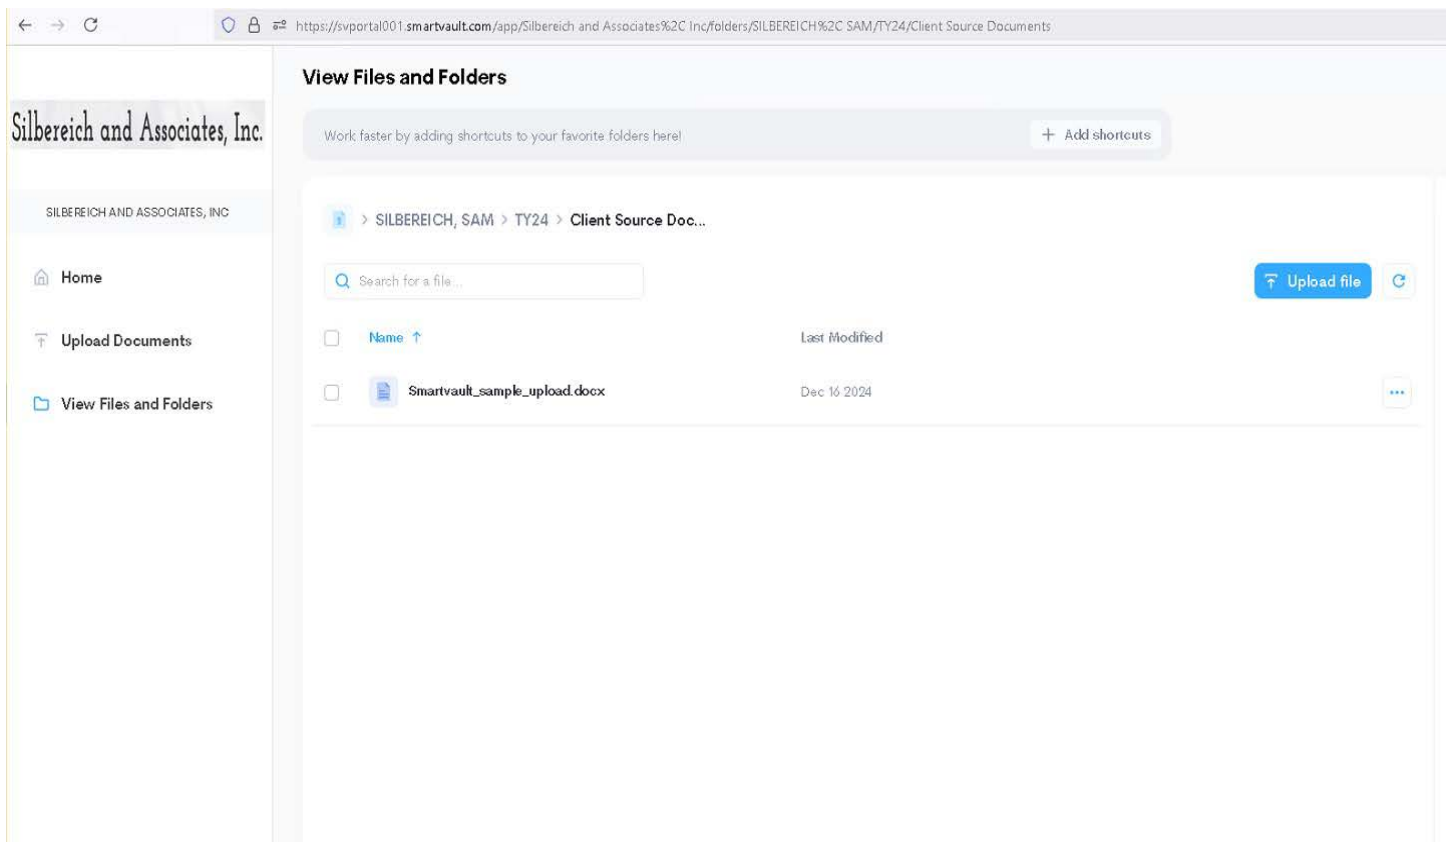 https://svportal001.smartvault.com/app/Silbereich and Associates%2C Inc/folders/SILBEREICH%2C SAM/TY24/Client Source Documents
View Files and Folders
Silbereich and Associates, Inc.
Work faster by adding shortcuts to your favorite folders here!
+ Add shortcuts
SILBEREICH AND ASSOCIATES, INC
> SILBEREICH, SAM > TY24 > Client Source Doc...
Home
Search for a file...
Upload file
Upload Documents
Name ↑
Last Modified
Smartvault_sample_upload.docx
Dec 16 2024
View Files and Folders